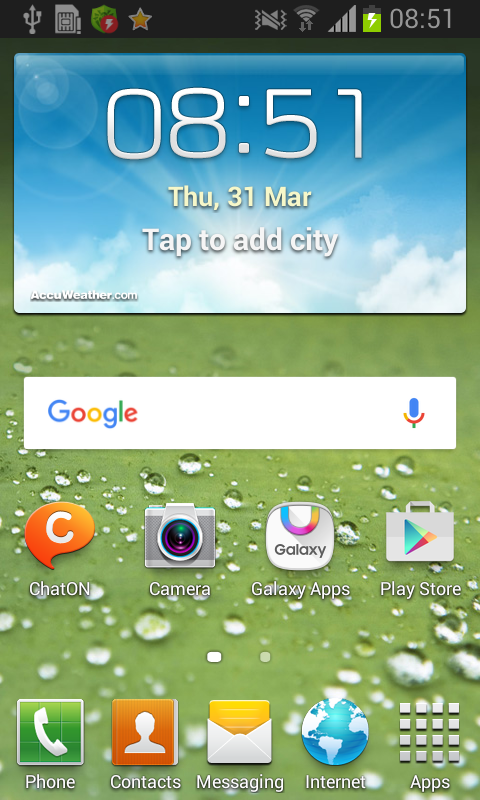 08:51
08:51
Thu, 31 Mar
Tap to add city
AccuWeather.com
Google
C
Galaxy
ChatON
Camera
Galaxy Apps
Play Store
Phone
Contacts
Messaging
Internet
Apps